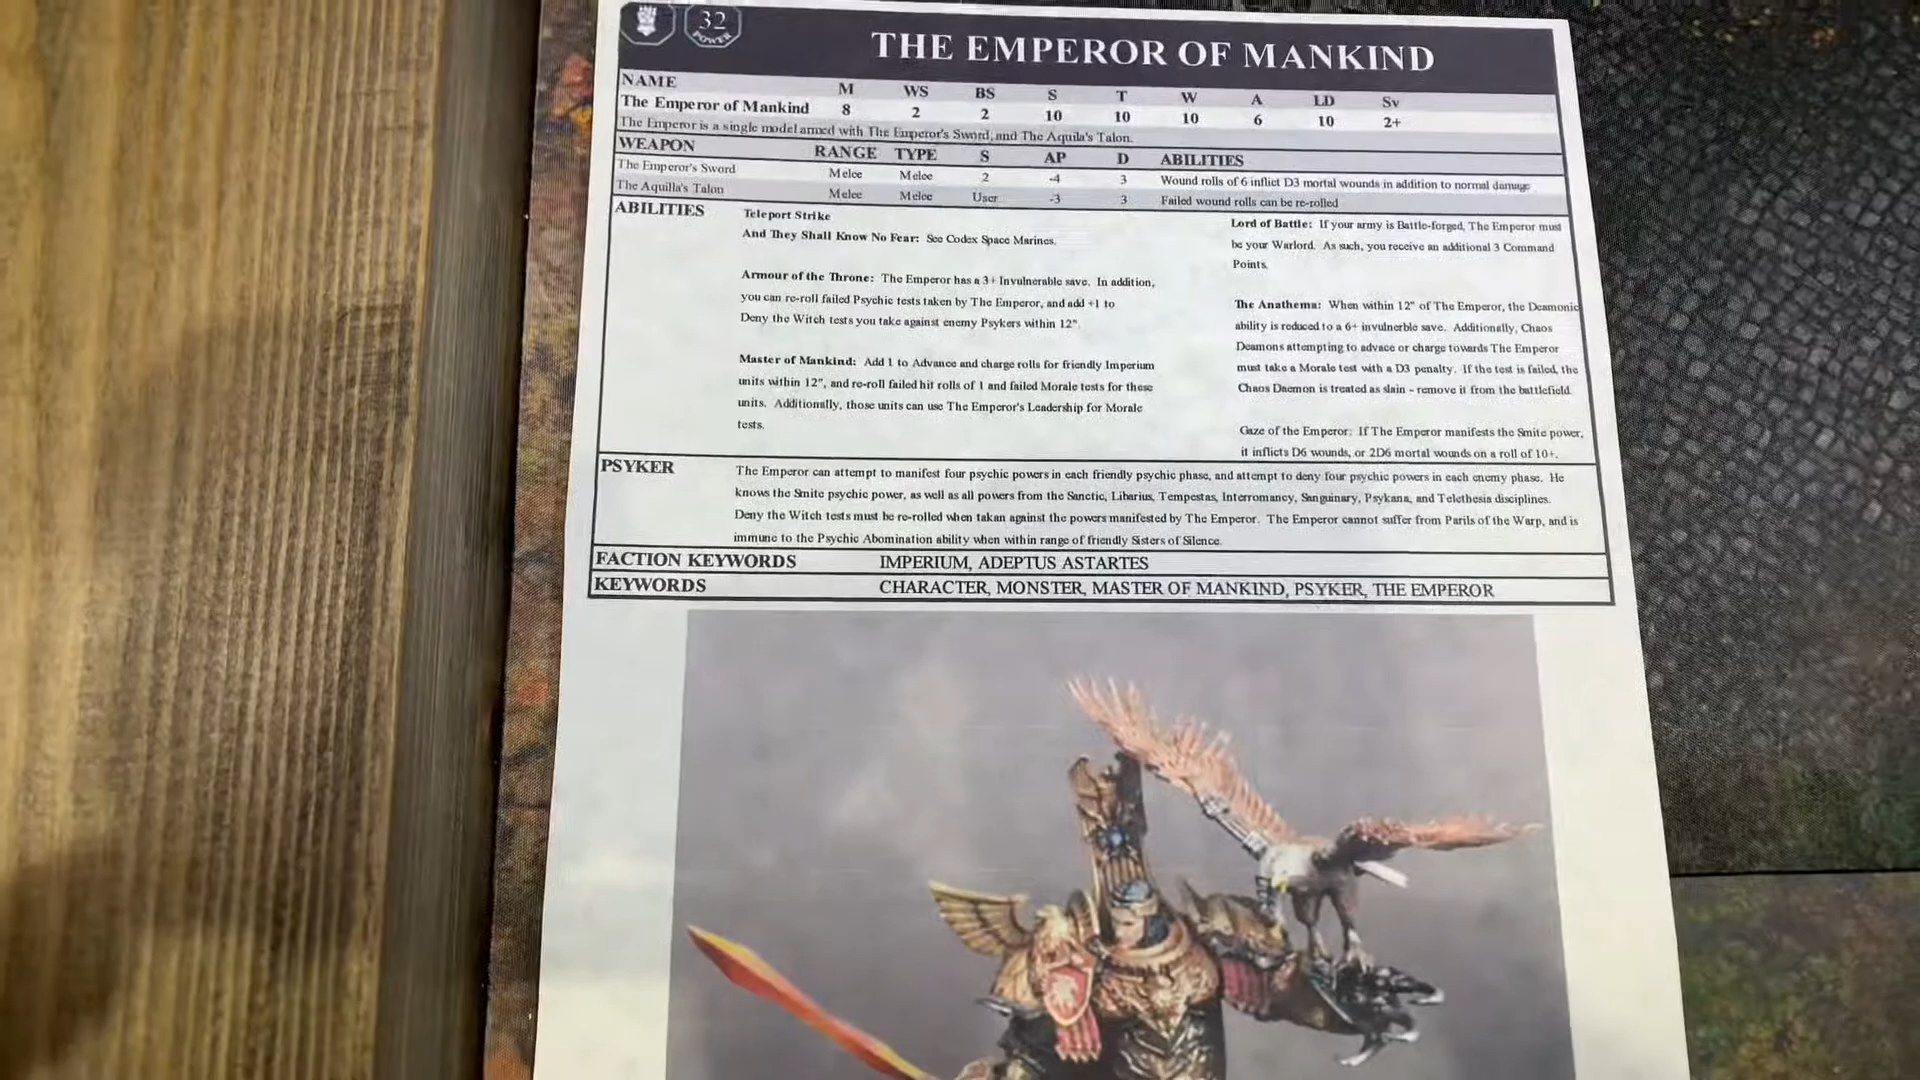 32
POWER
THE EMPEROR OF MANKIND
NAME M WS BS S T W A LD Sv
The Emperor of Mankind 8 2 2 10 10 10 6 10 2+
The Emperor is a single model armed with The Emperor's Sword, and The Aquila's Talon.
WEAPON RANGE TYPE S AP D ABILITIES
The Emperor's Sword Melee Melee 2 -4 3 Wound rolls of 6 inflict D3 mortal wounds in addition to normal damage
The Aquilla's Talon Melee Melee User -3 3 Failed wound rolls can be re-rolled
ABILITIES
Teleport Strike
And They Shall Know No Fear: See Codex Space Marines.
Armour of the Throne: The Emperor has a 3+ Invulnerable save. In addition,
you can re-roll failed Psychic tests taken by The Emperor, and add +1 to
Deny the Witch tests you take against enemy Psykers within 12".
Master of Mankind: Add 1 to Advance and charge rolls for friendly Imperium
units within 12", and re-roll failed hit rolls of 1 and failed Morale tests for these
units. Additionally, those units can use The Emperor's Leadership for Morale
tests.
Lord of Battle: If your army is Battle-forged, The Emperor must
be your Warlord. As such, you receive an additional 3 Command
Points.
The Anathema: When within 12" of The Emperor, the Deamonic
ability is reduced to a 6+ invulnerble save. Additionally, Chaos
Deamons attempting to advace or charge towards The Emperor
must take a Morale test with a D3 penalty. If the test is failed, the
Chaos Daemon is treated as slain - remove it from the battlefield.
Gaze of the Emperor: If The Emperor manifests the Smite power,
it inflicts D6 wounds, or 2D6 mortal wounds on a roll of 10+.
PSYKER
The Emperor can attempt to manifest four psychic powers in each friendly psychic phase, and attempt to deny four psychic powers in each enemy phase. He
knows the Smite psychic power, as well as all powers from the Sanctic, Libarius, Tempestas, Interromancy, Sanguinary, Psykana, and Telethesia disciplines.
Deny the Witch tests must be re-rolled when takan against the powers manifested by The Emperor. The Emperor cannot suffer from Parils of the Warp, and is
immune to the Psychic Abomination ability when within range of friendly Sisters of Silence.
FACTION KEYWORDS IMPERIUM, ADEPTUS ASTARTES
KEYWORDS CHARACTER, MONSTER, MASTER OF MANKIND, PSYKER, THE EMPEROR